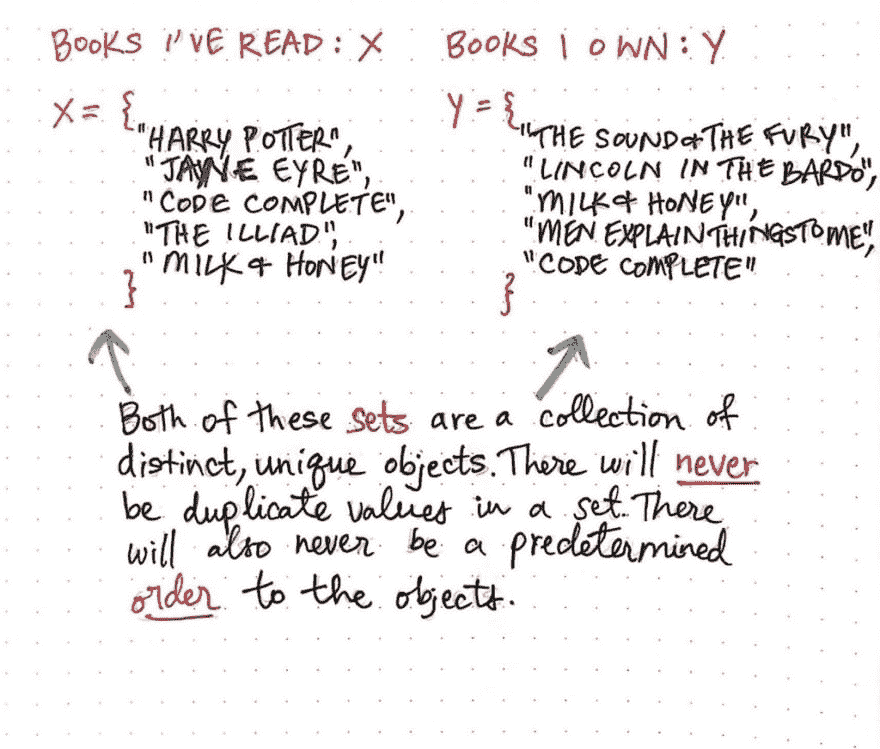 BOOKS I'VE READ: X
X = {
"HARRY POTTER",
"JAYNE EYRE",
"CODE COMPLETE",
"THE ILLIAD",
"MILK & HONEY"
}
BOOKS I OWN: Y
Y = {
"THE SOUND & THE FURY",
"LINCOLN IN THE BARDO",
"MILK & HONEY",
"MEN EXPLAIN THINGS TO ME",
"CODE COMPLETE"
}
Both of these sets are a collection of
distinct, unique objects. There will never
be duplicate values in a set. There
will also never be a predetermined
order to the objects.